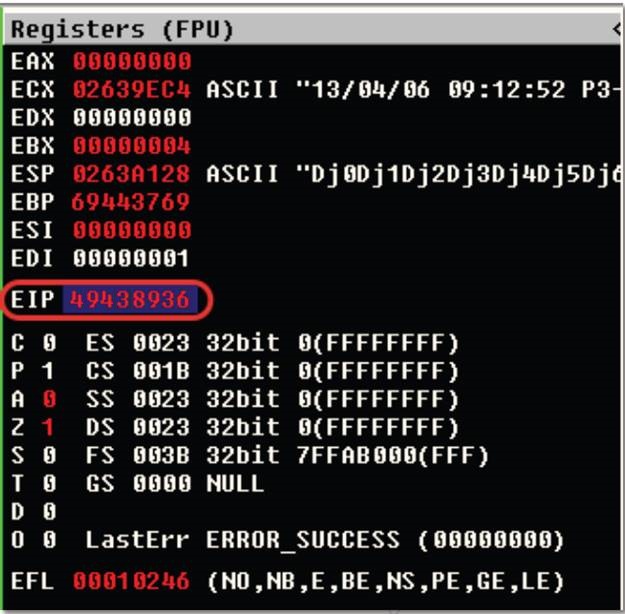 Registers (FPU) <
EAX 00000000
ECX 02639EC4 ASCII "13/04/06 09:12:52 P3-
EDX 00000000
EBX 00000004
ESP 0263A128 ASCII "Dj0Dj1Dj2Dj3Dj4Dj5Dj6
EBP 69443769
ESI 00000000
EDI 00000001
EIP 49438936
C 0 ES 0023 32bit 0(FFFFFFFF)
P 1 CS 001B 32bit 0(FFFFFFFF)
A 0 SS 0023 32bit 0(FFFFFFFF)
Z 1 DS 0023 32bit 0(FFFFFFFF)
S 0 FS 003B 32bit 7FFAB000(FFF)
T 0 GS 0000 NULL
D 0
O 0 LastErr ERROR_SUCCESS (00000000)
EFL 00010246 (NO,NB,E,BE,NS,PE,GE,LE)